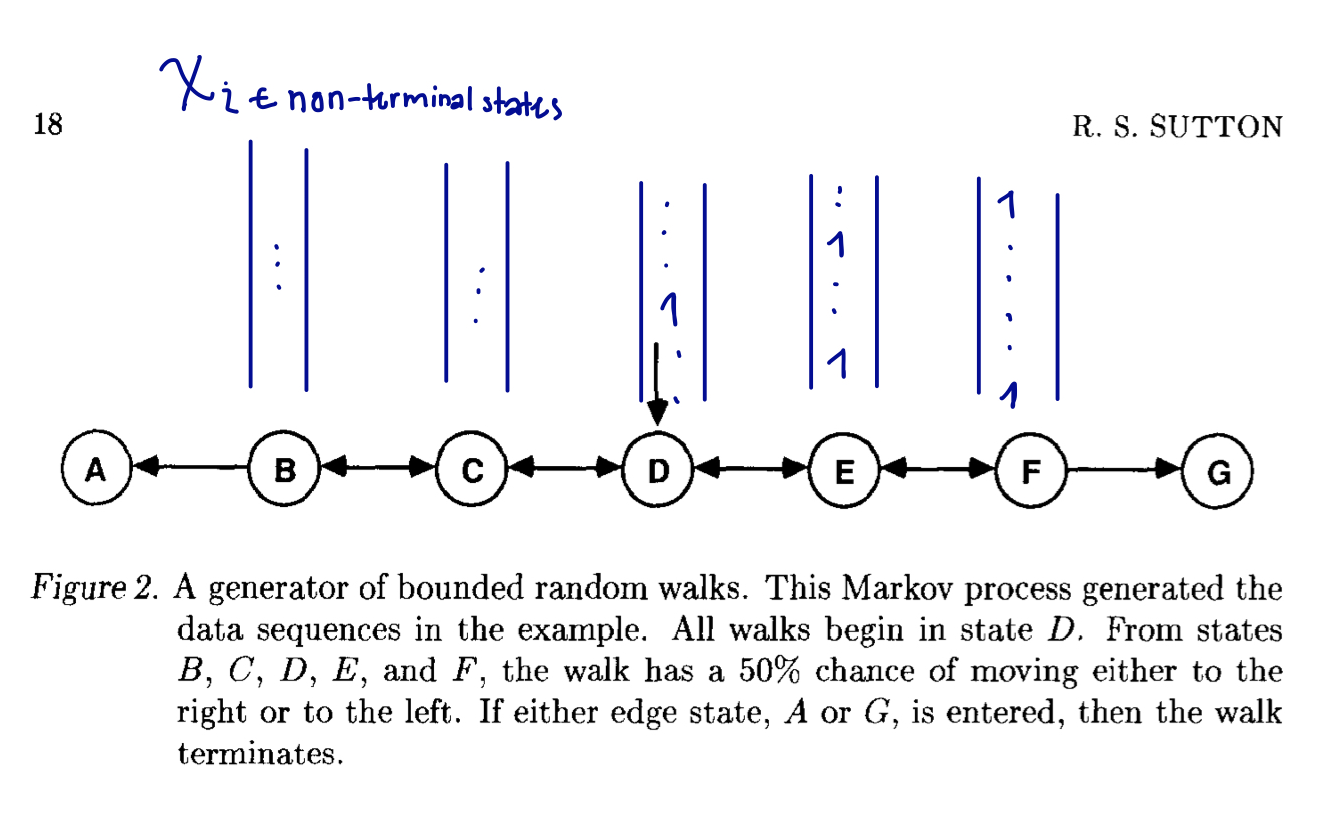 χi ∈ non-terminal states
18 R. S. SUTTON
⋮ ⋮ . . . 1 . . : 1 . . 1 1 . . . . 1
A B C D E F G
Figure 2. A generator of bounded random walks. This Markov process generated the
data sequences in the example. All walks begin in state D. From states
B, C, D, E, and F, the walk has a 50% chance of moving either to the
right or to the left. If either edge state, A or G, is entered, then the walk
terminates.